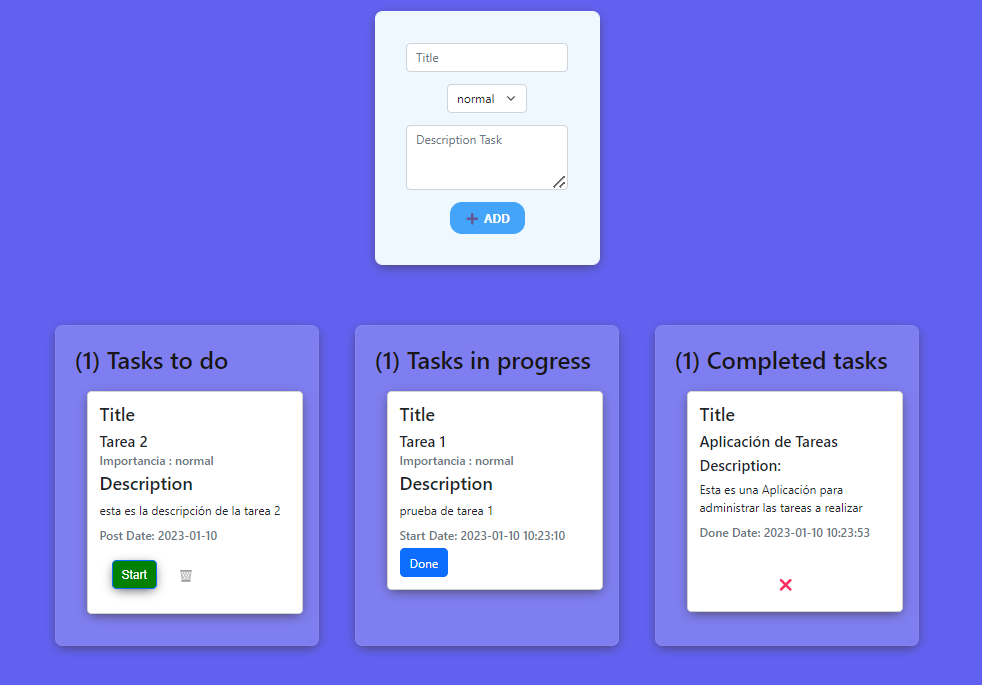 Title
normal
Description Task
ADD
(1) Tasks to do
Title
Tarea 2
Importancia : normal
Description
esta es la descripción de la tarea 2
Post Date: 2023-01-10
Start
(1) Tasks in progress
Title
Tarea 1
Importancia : normal
Description
prueba de tarea 1
Start Date: 2023-01-10 10:23:10
Done
(1) Completed tasks
Title
Aplicación de Tareas
Description:
Esta es una Aplicación para
administrar las tareas a realizar
Done Date: 2023-01-10 10:23:53